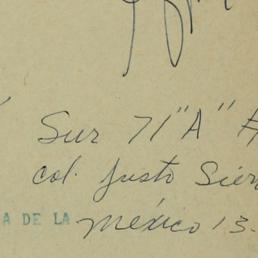 Sur 71 "A" #
col. Justo Sier
A DE LA México 13.